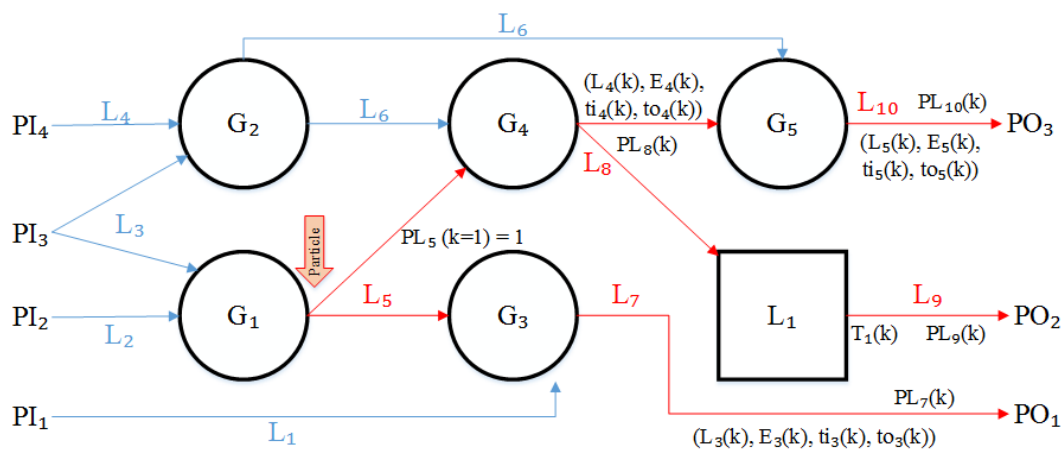 L₆
(L₄(k), E₄(k),
ti₄(k), to₄(k))
PI₄
L₄
G₂
L₆
G₄
PL₈(k)
L₈
G₅
L₁₀
PL₁₀(k)
PO₃
(L₅(k), E₅(k),
ti₅(k), to₅(k))
PI₃
L₃
Particle
PL₅ (k=1) = 1
PI₂
L₂
G₁
L₅
G₃
L₇
L₁
L₉
T₁(k)
PL₉(k)
PO₂
PI₁
L₁
PL₇(k)
PO₁
(L₃(k), E₃(k), ti₃(k), to₃(k))